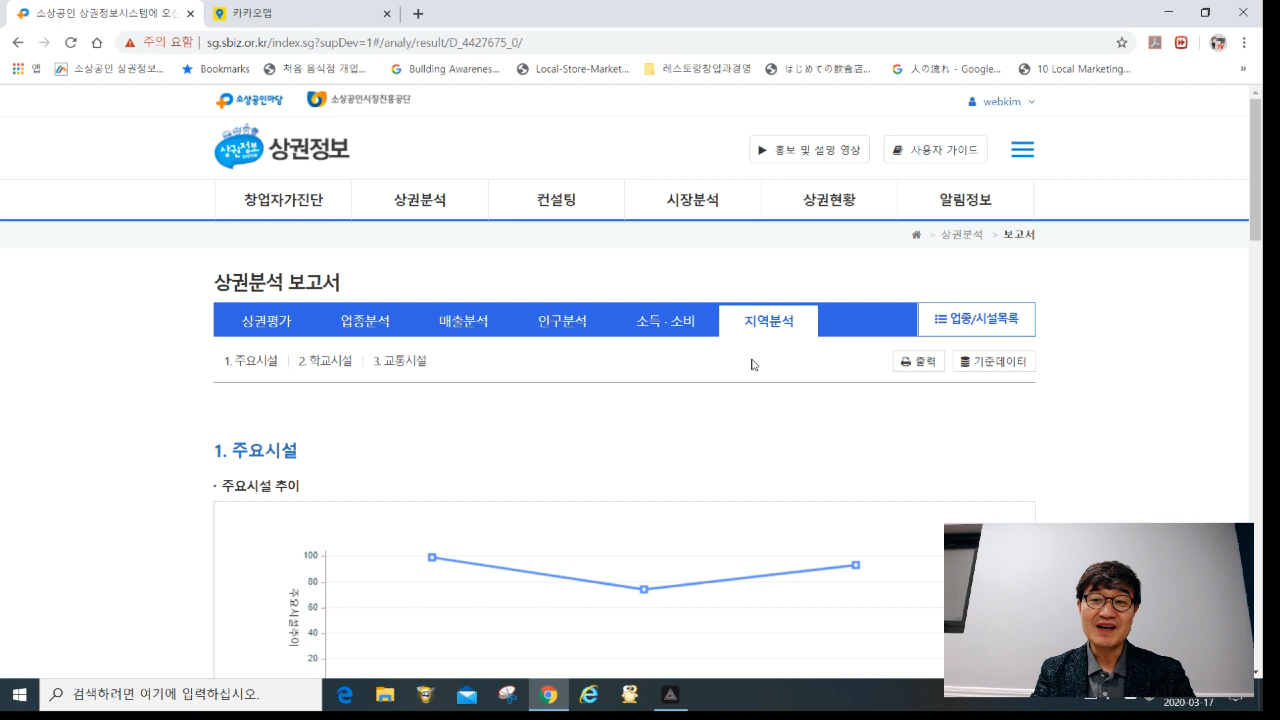 소상공인 상권정보시스템에 오신
카카오맵
주의 요함 | sg.sbiz.or.kr/index.sg?supDev=1#/analy/result/D_4427675_0/
앱 소상공인 상권정보... Bookmarks 처음 음식점 개업... Building Awarenes... Local-Store-Market... 레스토랑창업과경영 はじめての飲食店... 人の流れ - Google... 10 Local Marketing... »
소상공인마당 소상공인시장진흥공단 webkim
상권정보 상권정보 홍보 및 설명 영상 사용자 가이드
창업자가진단 상권분석 컨설팅 시장분석 상권현황 알림정보
> 상권분석 > 보고서
상권분석 보고서
상권평가 업종분석 매출분석 인구분석 소득 · 소비 지역분석 업종/시설목록
1. 주요시설 2. 학교시설 3. 교통시설 출력 기준데이터
1. 주요시설
· 주요시설 추이
100
80
60
40
20
주요시설추이
검색하려면 여기에 입력하십시오.
2020-03-17